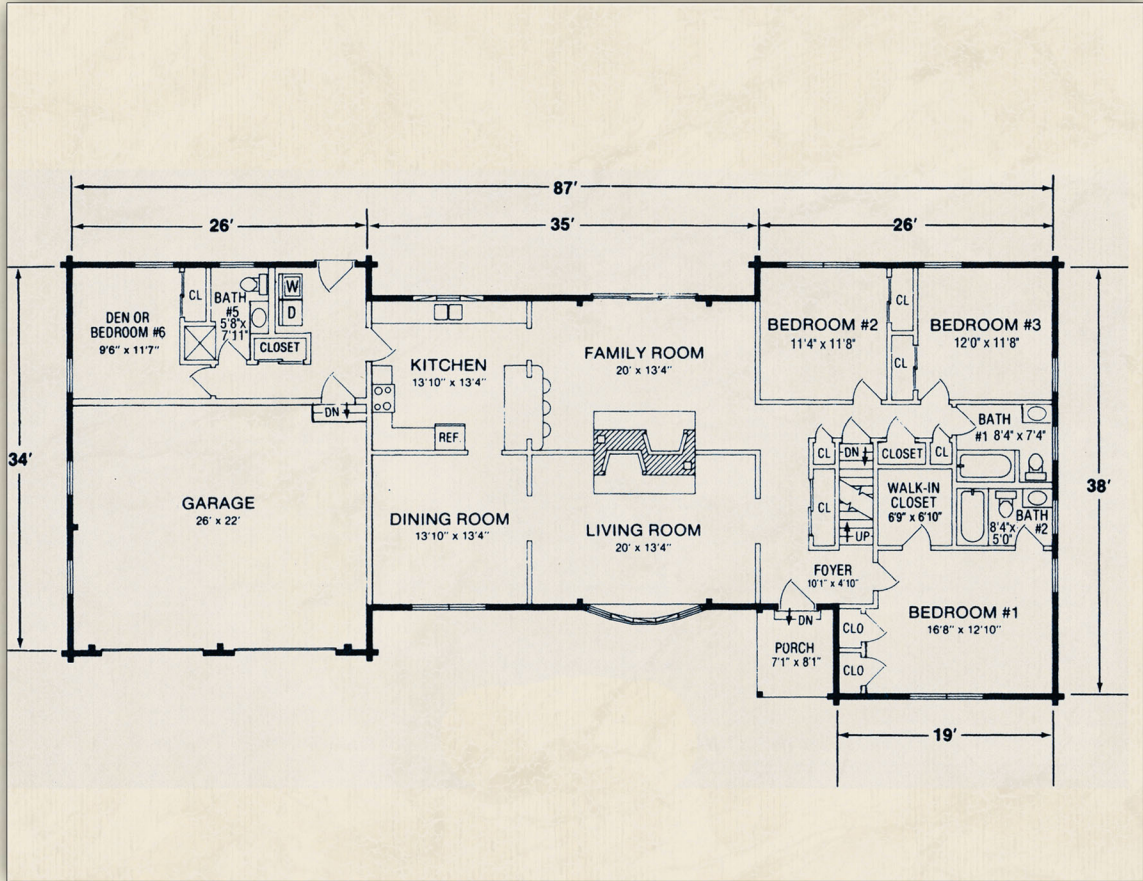 87′
26′
35′
26′
34′
38′
19′
DEN OR
BEDROOM #6
9'6" x 11'7"
CL
BATH
#5
5'8"x
7'11"
W
D
CLOSET
DN
GARAGE
26' x 22'
KITCHEN
13'10" x 13'4"
REF.
DINING ROOM
13'10" x 13'4"
FAMILY ROOM
20' x 13'4"
LIVING ROOM
20' x 13'4"
BEDROOM #2
11'4" x 11'8"
CL
CL
BEDROOM #3
12'0" x 11'8"
BATH
#1 8'4" x 7'4"
CL
DN
CLOSET
CL
CL
UP
WALK-IN
CLOSET
6'9" x 6'10"
BATH
#2
8'4"x
5'0"
FOYER
10'1" x 4'10"
DN
PORCH
7'1" x 8'1"
CLO
CLO
BEDROOM #1
16'8" x 12'10"